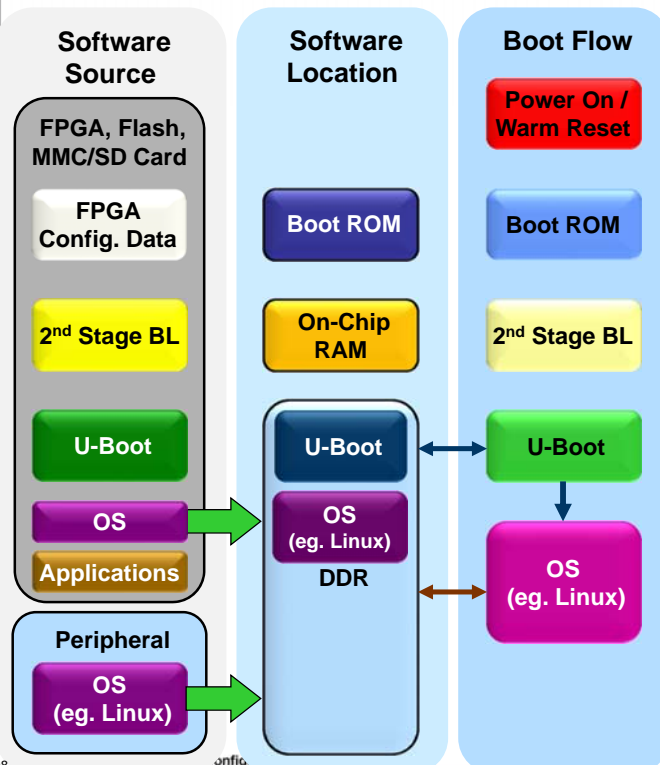 Software
Source
FPGA, Flash,
MMC/SD Card
FPGA
Config. Data
2nd Stage BL
U-Boot
OS
Applications
Peripheral
OS
(eg. Linux)
Software
Location
Boot ROM
On-Chip
RAM
U-Boot
OS
(eg. Linux)
DDR
Boot Flow
Power On /
Warm Reset
Boot ROM
2nd Stage BL
U-Boot
OS
(eg. Linux)